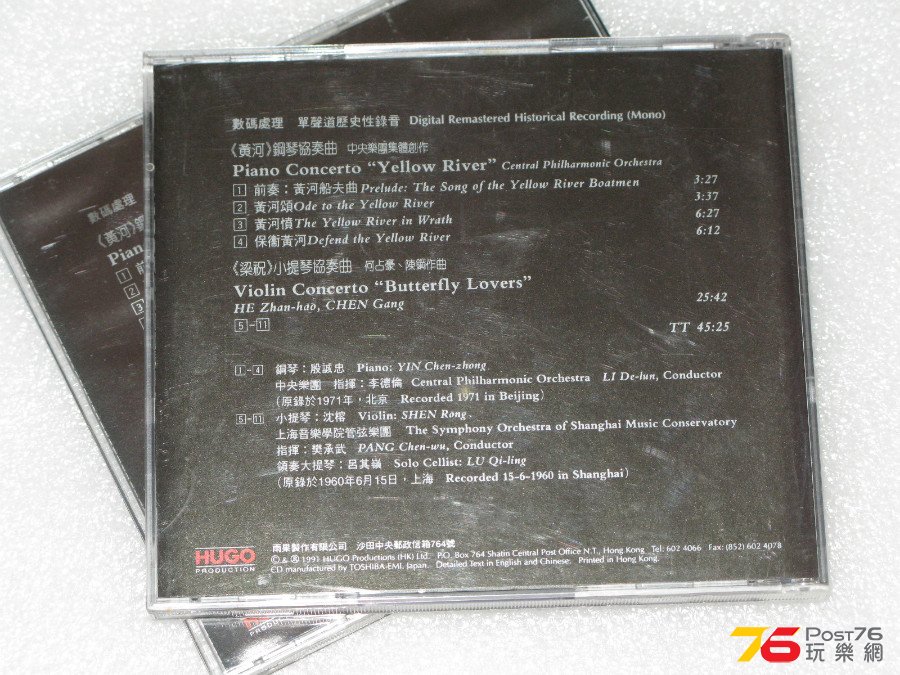 數碼處理 單聲道歷史性錄音 Digital Remastered Historical Recording (Mono)
《黃河》鋼琴協奏曲 中央樂團集體創作
Piano Concerto "Yellow River" Central Philharmonic Orchestra
1 前奏：黃河船夫曲 Prelude: The Song of the Yellow River Boatmen 3:27
2 黃河頌 Ode to the Yellow River 3:37
3 黃河憤 The Yellow River in Wrath 6:27
4 保衛黃河 Defend the Yellow River 6:12
《梁祝》小提琴協奏曲 何占豪、陳鋼作曲
Violin Concerto "Butterfly Lovers"
HE Zhan-hao, CHEN Gang 25:42
5-11 TT 45:25
1-4 鋼琴：殷誠忠 Piano: YIN Chen-zhong
中央樂團 指揮：李德倫 Central Philharmonic Orchestra LI De-lun, Conductor
（原錄於1971年，北京 Recorded 1971 in Beijing）
5-11 小提琴：沈榕 Violin: SHEN Rong
上海音樂學院管弦樂團 The Symphony Orchestra of Shanghai Music Conservatory
指揮：樊承武 PANG Chen-wu, Conductor
領奏大提琴：呂其嶺 Solo Cellist: LU Qi-ling
（原錄於1960年6月15日，上海 Recorded 15-6-1960 in Shanghai）
HUGO PRODUCTION
雨果製作有限公司 沙田中央郵政信箱764號
© & ℗ 1991 HUGO Productions (HK) Ltd. P.O. Box 764 Shatin Central Post Office N.T., Hong Kong Tel: 602 4066 Fax: (852) 602 4078
CD manufactured by TOSHIBA-EMI, Japan. Detailed Text in English and Chinese. Printed in Hong Kong.
數碼處理
《黃河》鋼
Pian
1
2
3
76 Post76
玩樂網